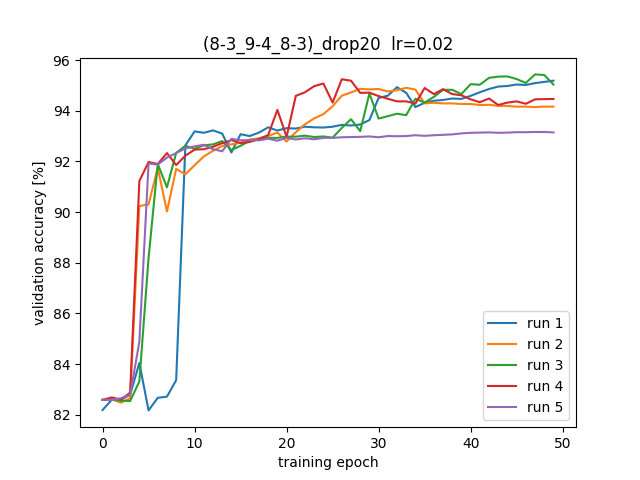 (8-3_9-4_8-3)_drop20  lr=0.02
validation accuracy [%]
96
94
92
90
88
86
84
82
0
10
20
30
40
50
training epoch
run 1
run 2
run 3
run 4
run 5